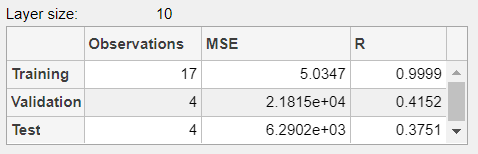 Layer size: 10
Observations MSE R
Training 17 5.0347 0.9999
Validation 4 2.1815e+04 0.4152
Test 4 6.2902e+03 0.3751